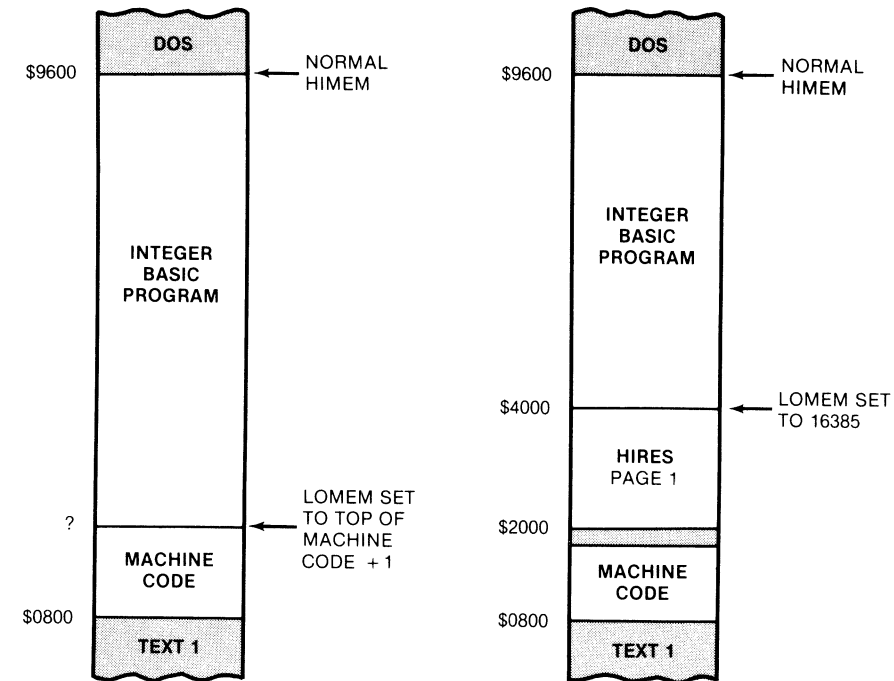 DOS
$9600
NORMAL
HIMEM
INTEGER
BASIC
PROGRAM
?
LOMEM SET
TO TOP OF
MACHINE
CODE +1
MACHINE
CODE
$0800
TEXT 1
DOS
$9600
NORMAL
HIMEM
INTEGER
BASIC
PROGRAM
$4000
LOMEM SET
TO 16385
HIRES
PAGE 1
$2000
MACHINE
CODE
$0800
TEXT 1